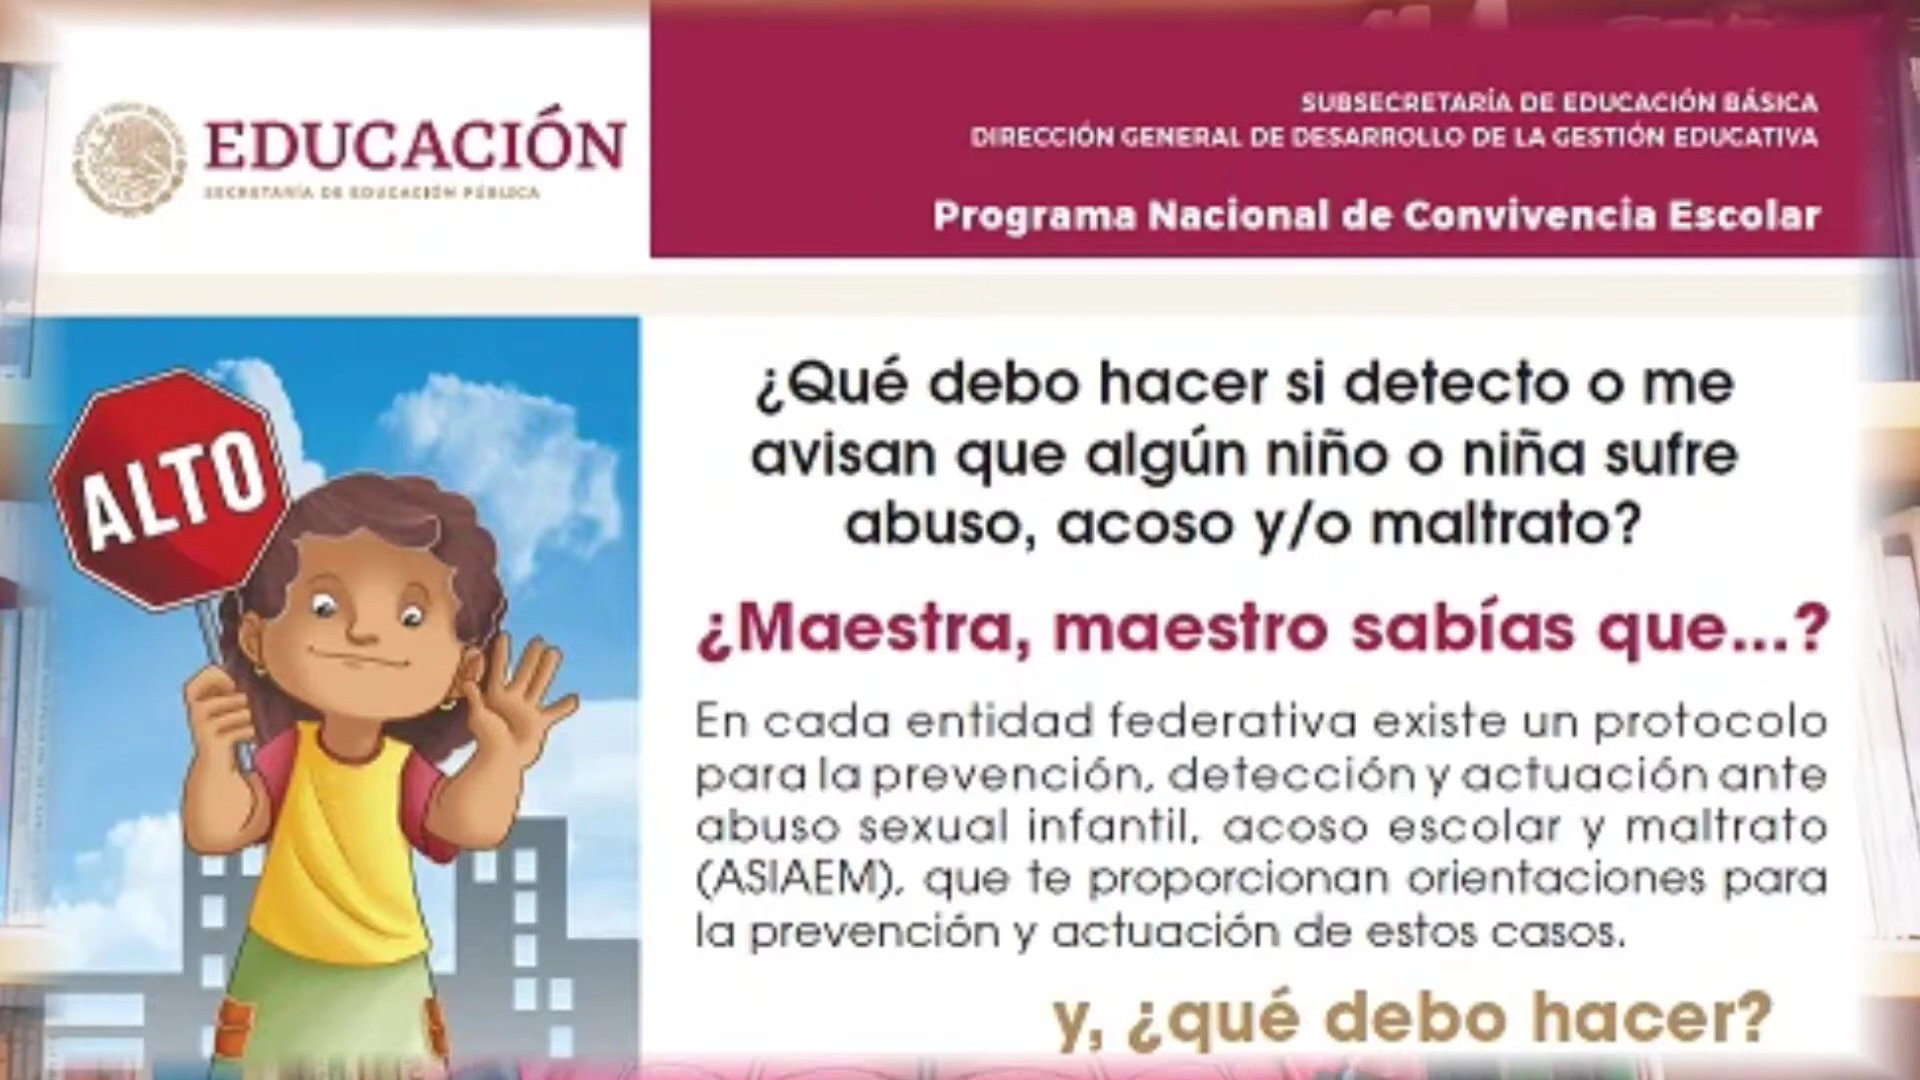 EDUCACIÓN
SECRETARÍA DE EDUCACIÓN PÚBLICA
SUBSECRETARÍA DE EDUCACIÓN BÁSICA
DIRECCIÓN GENERAL DE DESARROLLO DE LA GESTIÓN EDUCATIVA
Programa Nacional de Convivencia Escolar
ALTO
¿Qué debo hacer si detecto o me
avisan que algún niño o niña sufre
abuso, acoso y/o maltrato?
¿Maestra, maestro sabías que...?
En cada entidad federativa existe un protocolo
para la prevención, detección y actuación ante
abuso sexual infantil, acoso escolar y maltrato
(ASIAEM), que te proporcionan orientaciones para
la prevención y actuación de estos casos.
y, ¿qué debo hacer?